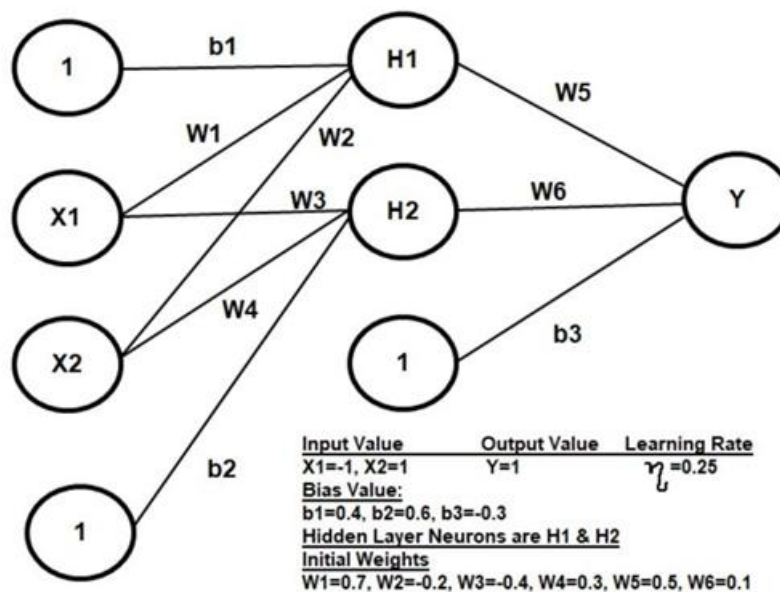 1
b1
H1
W5
W1
W2
X1
W3
H2
W6
Y
W4
X2
1
b3
b2
1
Input Value Output Value Learning Rate
X1=-1, X2=1 Y=1 η=0.25
Bias Value:
b1=0.4, b2=0.6, b3=-0.3
Hidden Layer Neurons are H1 & H2
Initial Weights
W1=0.7, W2=-0.2, W3=-0.4, W4=0.3, W5=0.5, W6=0.1